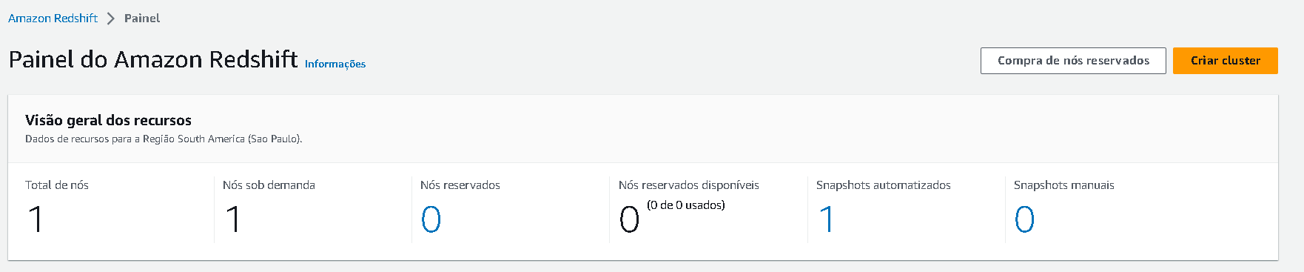 Amazon Redshift > Painel
Painel do Amazon Redshift Informações
Compra de nós reservados
Criar cluster
Visão geral dos recursos
Dados de recursos para a Região South America (Sao Paulo).
Total de nós
1
Nós sob demanda
1
Nós reservados
0
Nós reservados disponíveis
0 (0 de 0 usados)
Snapshots automatizados
1
Snapshots manuais
0